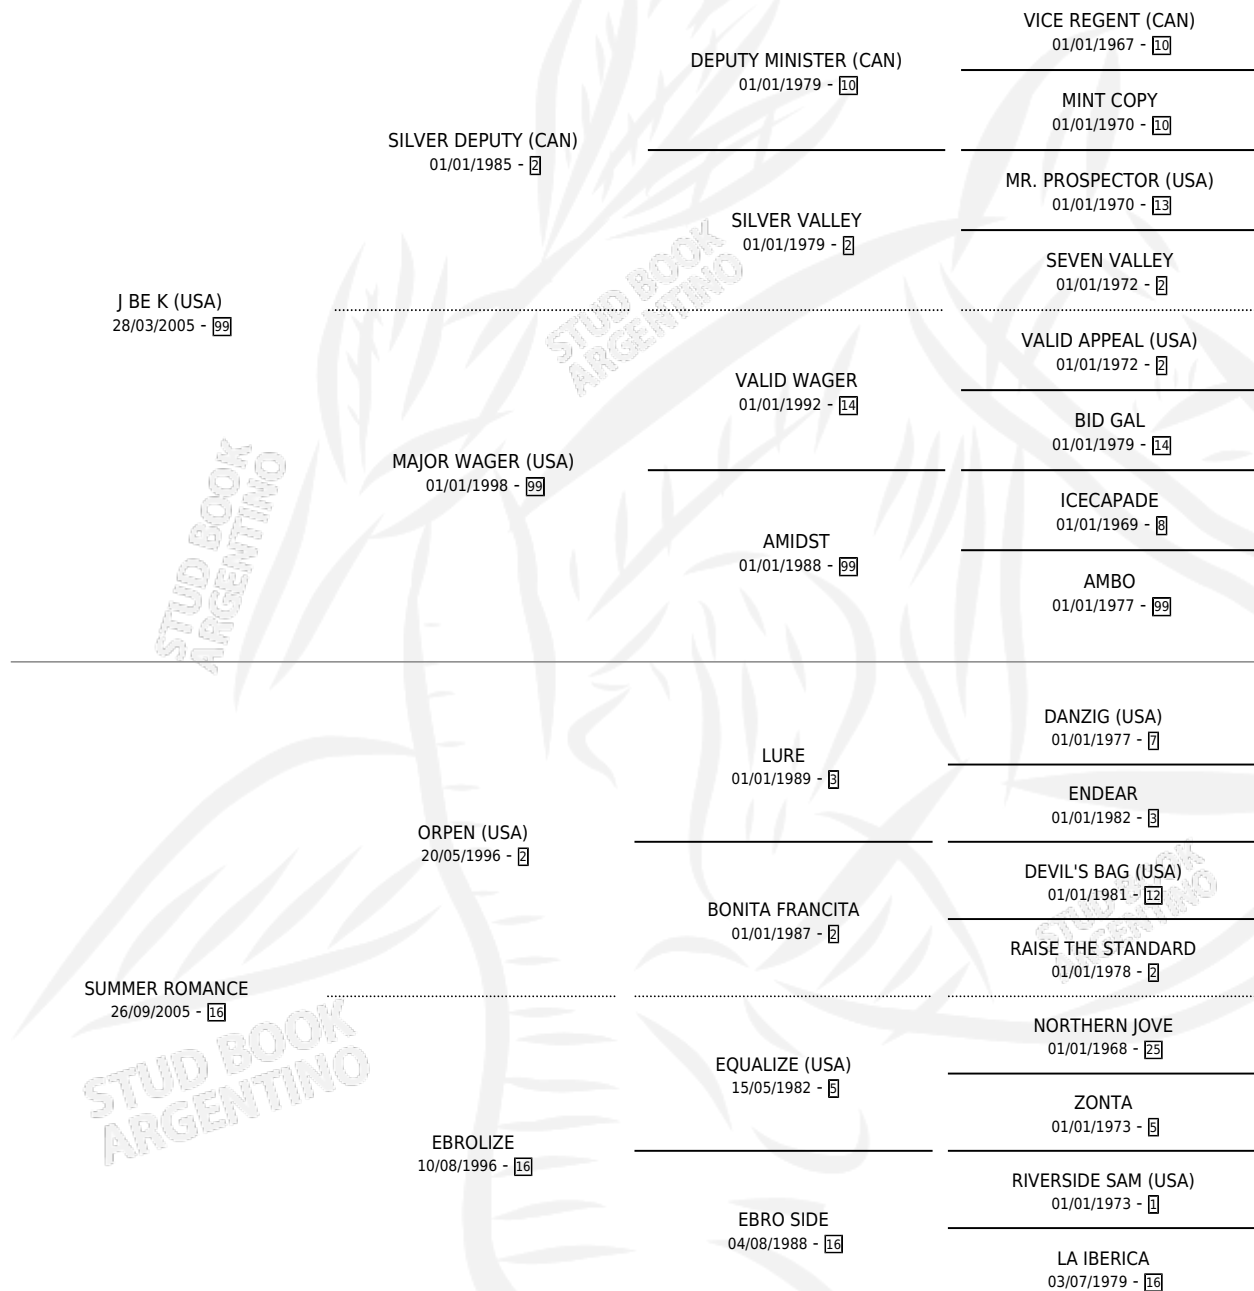 VICE REGENT (CAN)
01/01/1967 - 10
DEPUTY MINISTER (CAN)
01/01/1979 - 10
MINT COPY
01/01/1970 - 10
SILVER DEPUTY (CAN)
01/01/1985 - 2
MR. PROSPECTOR (USA)
01/01/1970 - 13
SILVER VALLEY
01/01/1979 - 2
SEVEN VALLEY
01/01/1972 - 2
J BE K (USA)
28/03/2005 - 99
VALID APPEAL (USA)
01/01/1972 - 2
VALID WAGER
01/01/1992 - 14
BID GAL
01/01/1979 - 14
MAJOR WAGER (USA)
01/01/1998 - 99
ICECAPADE
01/01/1969 - 8
AMIDST
01/01/1988 - 99
AMBO
01/01/1977 - 99
DANZIG (USA)
01/01/1977 - 7
LURE
01/01/1989 - 3
ENDEAR
01/01/1982 - 3
ORPEN (USA)
20/05/1996 - 2
DEVIL'S BAG (USA)
01/01/1981 - 12
BONITA FRANCITA
01/01/1987 - 2
RAISE THE STANDARD
01/01/1978 - 2
SUMMER ROMANCE
26/09/2005 - 16
NORTHERN JOVE
01/01/1968 - 25
EQUALIZE (USA)
15/05/1982 - 5
ZONTA
01/01/1973 - 5
EBROLIZE
10/08/1996 - 16
RIVERSIDE SAM (USA)
01/01/1973 - 1
EBRO SIDE
04/08/1988 - 16
LA IBERICA
03/07/1979 - 16
STUD BOOK
ARGENTINO
STUD BOOK
ARGENTINO
STUD BOOK
ARGENTINO
STUD BOOK
ARGENTINO